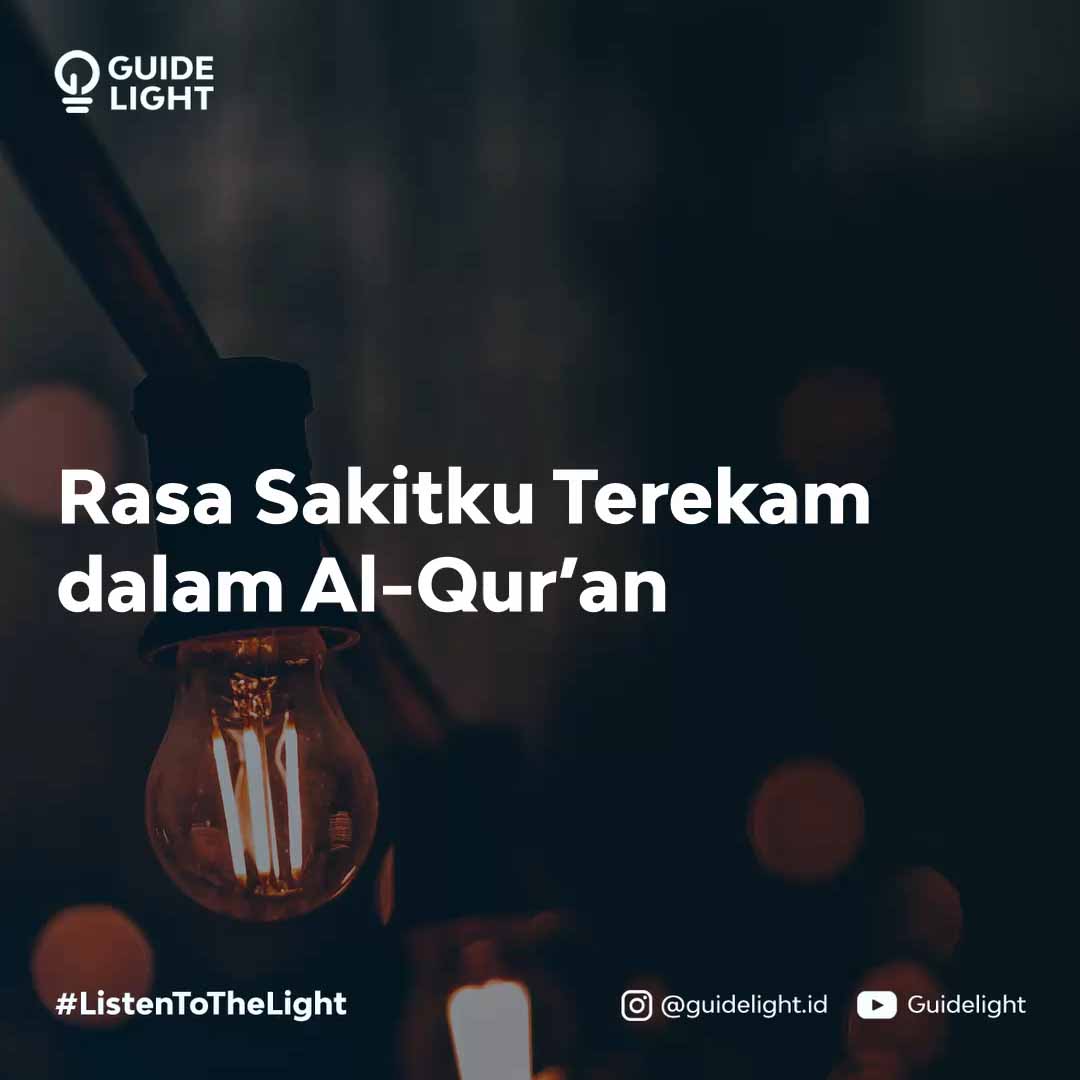 GUIDE
LIGHT
Rasa Sakitku Terekam
dalam Al-Qur’an
#ListenToTheLight
@guidelight.id
Guidelight